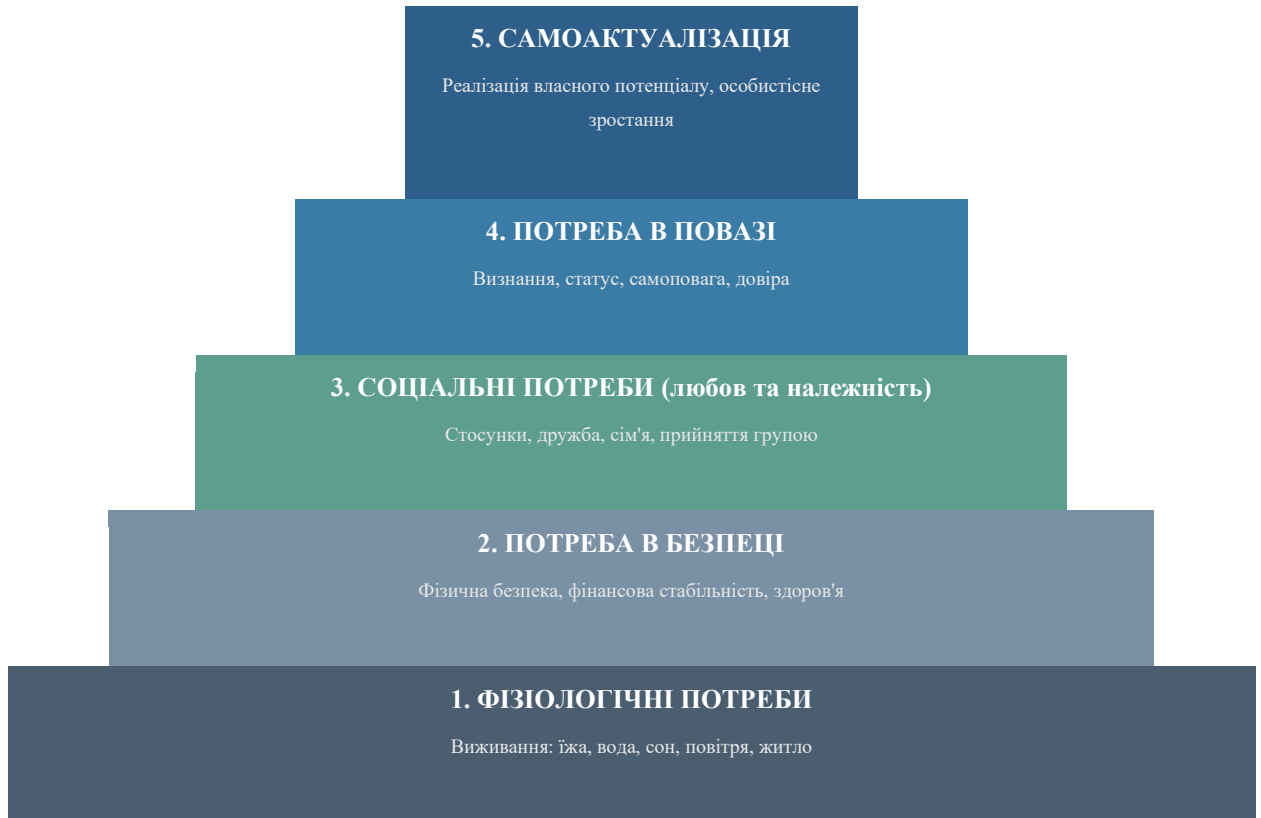 5. САМОАКТУАЛІЗАЦІЯ
Реалізація власного потенціалу, особистісне
зростання
4. ПОТРЕБА В ПОВАЗІ
Визнання, статус, самоповага, довіра
3. СОЦІАЛЬНІ ПОТРЕБИ (любов та належність)
Стосунки, дружба, сім'я, прийняття групою
2. ПОТРЕБА В БЕЗПЕЦІ
Фізична безпека, фінансова стабільність, здоров'я
1. ФІЗІОЛОГІЧНІ ПОТРЕБИ
Виживання: їжа, вода, сон, повітря, житло